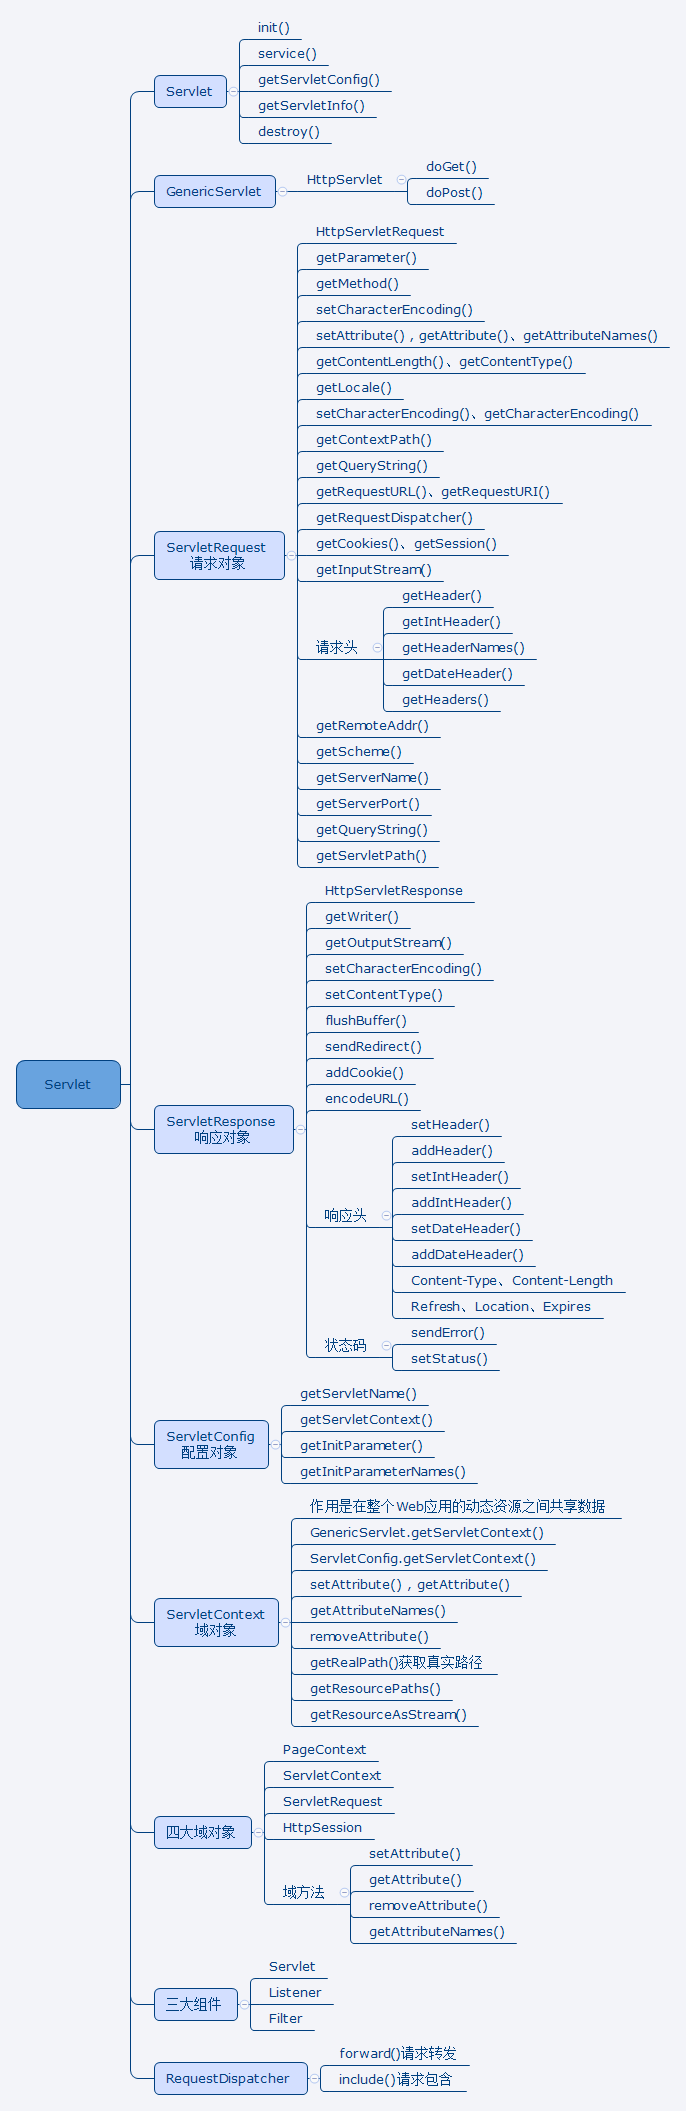 init()
service()
Servlet
getServletConfig()
getServletInfo()
destroy()
doGet()
HttpServlet
GenericServlet
doPost()
HttpServletRequest
getParameter()
getMethod()
setCharacterEncoding()
setAttribute() , getAttribute()、getAttributeNames()
getContentLength()、getContentType()
getLocale()
setCharacterEncoding()、getCharacterEncoding()
getContextPath()
getQueryString()
getRequestURL()、getRequestURI()
getRequestDispatcher()
ServletRequest
请求对象
getCookies()、getSession()
getInputStream()
请求头
getHeader()
getIntHeader()
getHeaderNames()
getDateHeader()
getHeaders()
getRemoteAddr()
getScheme()
getServerName()
getServerPort()
getQueryString()
getServletPath()
HttpServletResponse
getWriter()
getOutputStream()
setCharacterEncoding()
setContentType()
flushBuffer()
sendRedirect()
addCookie()
encodeURL()
Servlet
ServletResponse
响应对象
响应头
setHeader()
addHeader()
setIntHeader()
addIntHeader()
setDateHeader()
addDateHeader()
Content-Type、Content-Length
Refresh、Location、Expires
状态码
sendError()
setStatus()
getServletName()
getServletContext()
ServletConfig
配置对象
getInitParameter()
getInitParameterNames()
作用是在整个Web应用的动态资源之间共享数据
GenericServlet.getServletContext()
ServletConfig.getServletContext()
setAttribute() , getAttribute()
ServletContext
域对象
getAttributeNames()
removeAttribute()
getRealPath()获取真实路径
getResourcePaths()
getResourceAsStream()
PageContext
ServletContext
ServletRequest
四大域对象
HttpSession
域方法
setAttribute()
getAttribute()
removeAttribute()
getAttributeNames()
Servlet
三大组件
Listener
Filter
forward()请求转发
RequestDispatcher
include()请求包含